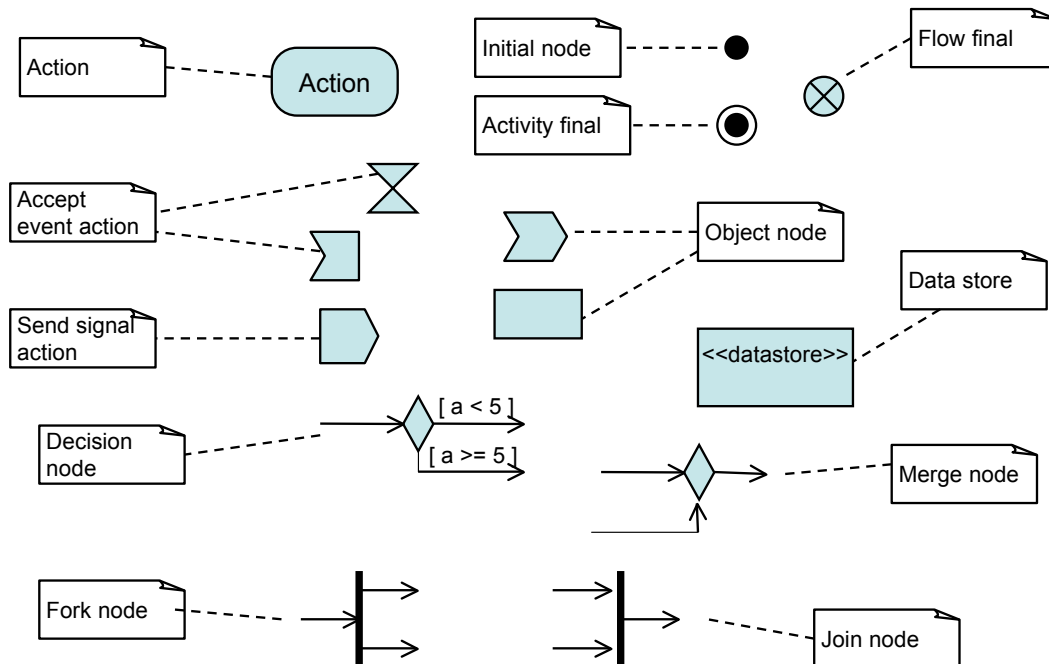 Action
Action
Initial node
Flow final
Activity final
Accept
event action
Object node
Data store
Send signal
action
<<datastore>>
Decision
node
[ a < 5 ]
[ a >= 5 ]
Merge node
Fork node
Join node